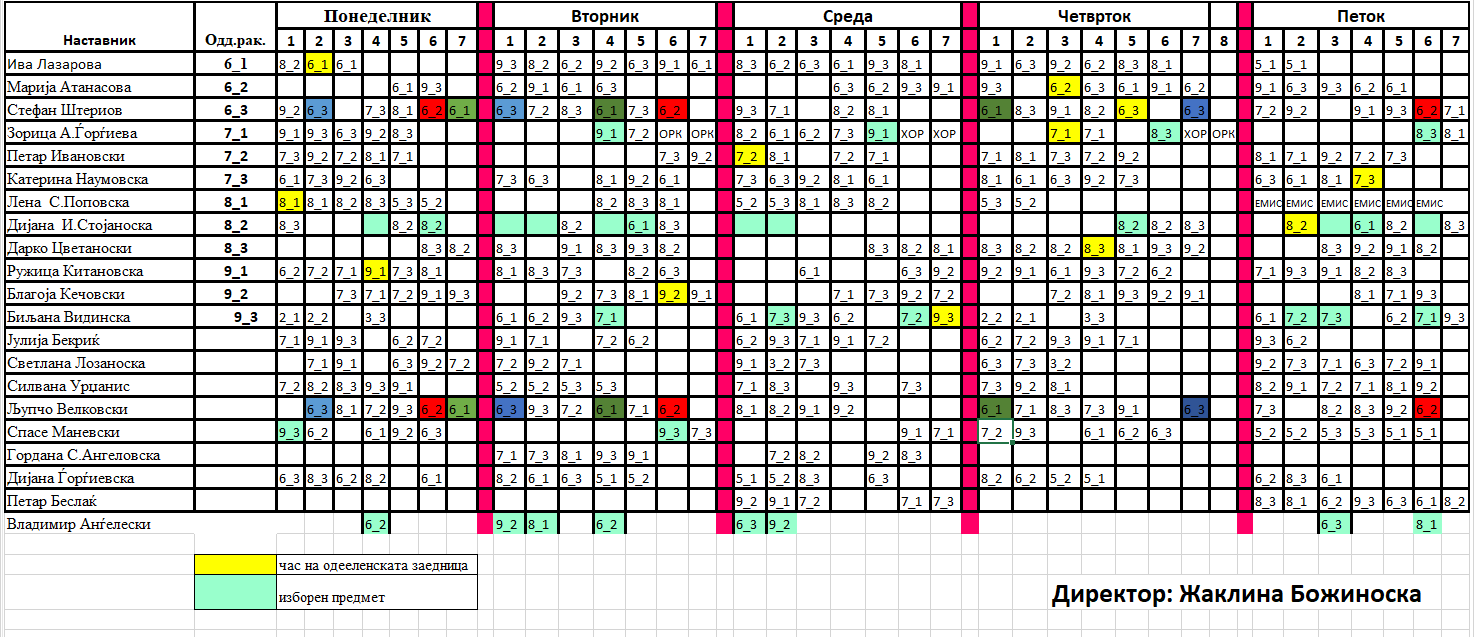 Понеделник Вторник Среда Четврток Петок
Наставник Одд.рак. 1 2 3 4 5 6 7 1 2 3 4 5 6 7 1 2 3 4 5 6 7 1 2 3 4 5 6 7 8 1 2 3 4 5 6 7
Ива Лазарова 6_1 8_2 6_1 6_1 9_3 8_2 6_2 9_2 6_3 9_1 6_1 8_3 6_2 6_3 6_1 9_3 8_1 9_1 6_3 9_2 6_2 8_3 8_1 5_1 5_1
Марија Атанасова 6_2 6_1 9_3 6_2 9_1 6_1 6_3 6_3 6_2 9_3 9_1 9_3 6_2 6_3 6_1 9_1 6_2 9_1 6_3 9_3 6_2 6_1
Стефан Штериов 6_3 9_2 6_3 7_3 8_1 6_2 6_1 6_3 7_2 8_3 6_1 7_3 6_2 9_3 7_1 8_2 8_1 6_1 8_3 9_1 8_2 6_3 6_3 7_2 9_2 9_1 9_3 6_2 7_1
Зорица А.Ѓорѓиева 7_1 9_1 9_3 6_3 9_2 8_3 9_1 7_2 ОРК ОРК 8_2 6_1 6_2 7_3 9_1 ХОР ХОР 7_1 7_1 8_3 ХОР ОРК 8_3 8_1
Петар Ивановски 7_2 7_3 9_2 7_2 8_1 7_1 7_3 9_2 7_2 8_1 7_2 7_1 7_1 8_1 7_3 7_2 9_2 8_1 7_1 9_2 7_2 7_3
Катерина Наумовска 7_3 6_1 7_3 9_2 6_3 7_3 6_3 8_1 9_2 6_1 7_3 6_3 9_2 8_1 6_1 8_1 6_1 6_3 9_2 7_3 6_3 6_1 8_1 7_3
Лена С.Поповска 8_1 8_1 8_1 8_2 8_3 5_3 5_2 8_2 8_3 8_1 5_2 5_3 8_1 8_3 8_2 5_3 5_2 ЕМИС ЕМИС ЕМИС ЕМИС ЕМИС ЕМИС
Дијана И.Стојаноска 8_2 8_3 8_2 8_2 8_2 6_1 8_3 8_2 8_2 8_3 8_2 6_1 8_2 8_3
Дарко Цветаноски 8_3 8_3 8_2 8_3 9_1 8_3 9_3 8_2 8_3 8_2 8_1 8_3 8_2 8_2 8_3 8_1 9_3 9_2 8_3 9_2 9_1 8_2
Ружица Китановска 9_1 6_2 7_2 7_1 9_1 7_3 8_1 8_1 8_3 7_3 8_2 6_3 6_1 6_3 9_2 9_2 9_1 6_1 9_3 7_2 6_2 7_1 9_3 9_1 8_2 8_3
Благоја Кечовски 9_2 7_3 7_1 7_2 9_1 9_3 9_2 7_3 8_1 9_2 9_1 7_1 7_3 9_2 7_2 7_2 8_1 9_3 9_2 9_1 8_1 7_1 9_3
Биљана Видинска 9_3 2_1 2_2 3_3 6_1 6_2 9_3 7_1 6_1 7_3 9_3 6_2 7_2 9_3 2_2 2_1 3_3 6_1 7_2 7_3 6_2 7_1 9_3
Јулија Бекриќ 7_1 9_1 9_3 6_2 7_2 9_1 7_1 7_2 6_2 6_2 9_3 7_1 9_1 7_2 6_2 7_2 9_3 9_1 7_1 9_3 6_2
Светлана Лозаноска 7_1 9_1 6_3 9_2 7_2 7_2 9_2 7_1 9_1 3_2 7_3 6_3 7_3 3_2 9_2 7_3 7_1 6_3 7_2 9_1
Силвана Урџанис 7_2 8_2 8_3 9_3 9_1 5_2 5_2 5_3 5_3 7_1 8_3 9_3 7_3 7_3 9_2 8_1 8_2 9_1 7_2 7_1 8_1 9_2
Љупчо Велковски 6_3 8_1 7_2 9_3 6_2 6_1 6_3 9_3 7_2 6_1 7_1 6_2 8_1 8_2 9_1 9_2 6_1 7_1 8_3 7_3 9_1 6_3 7_3 8_2 8_3 9_2 6_2
Спасе Маневски 9_3 6_2 6_1 9_2 6_3 9_3 7_3 9_1 7_1 7_2 9_3 6_1 6_2 6_3 5_2 5_2 5_3 5_3 5_1 5_1
Гордана С.Ангеловска 7_1 7_3 8_1 9_3 9_1 7_2 8_2 9_2 8_3
Дијана Ѓорѓиевска 6_3 8_3 6_2 8_2 6_1 8_2 6_1 6_3 5_1 5_2 5_1 5_2 8_3 6_3 8_2 6_2 5_2 5_1 6_2 8_3 6_1
Петар Беслаќ 9_2 9_1 7_2 7_1 7_3 8_3 8_1 6_2 9_3 6_3 6_1 8_2
Владимир Анѓелески 6_2 9_2 8_1 6_2 6_3 9_2 6_3 8_1
час на одееленската заедница
изборен предмет
Директор: Жаклина Божиноска